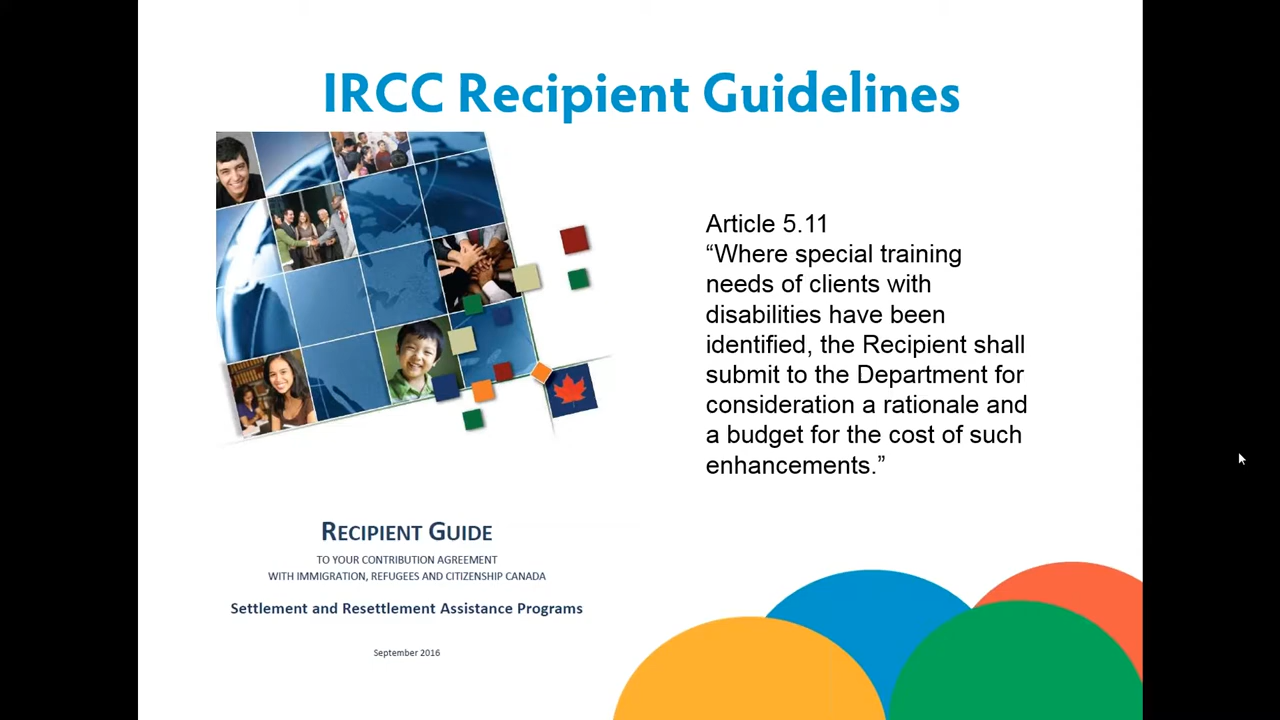 IRCC Recipient Guidelines
Article 5.11
“Where special training
needs of clients with
disabilities have been
identified, the Recipient shall
submit to the Department for
consideration a rationale and
a budget for the cost of such
enhancements.”
RECIPIENT GUIDE
TO YOUR CONTRIBUTION AGREEMENT
WITH IMMIGRATION, REFUGEES AND CITIZENSHIP CANADA
Settlement and Resettlement Assistance Programs
September 2016